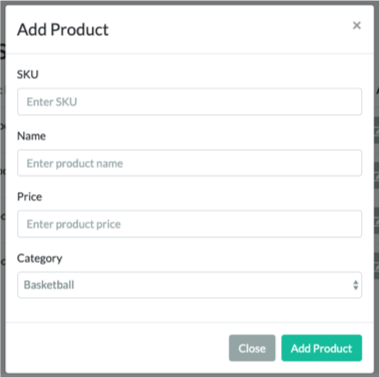 Add Product
×
SKU
Enter SKU
Name
Enter product name
Price
Enter product price
Category
Basketball
Close
Add Product